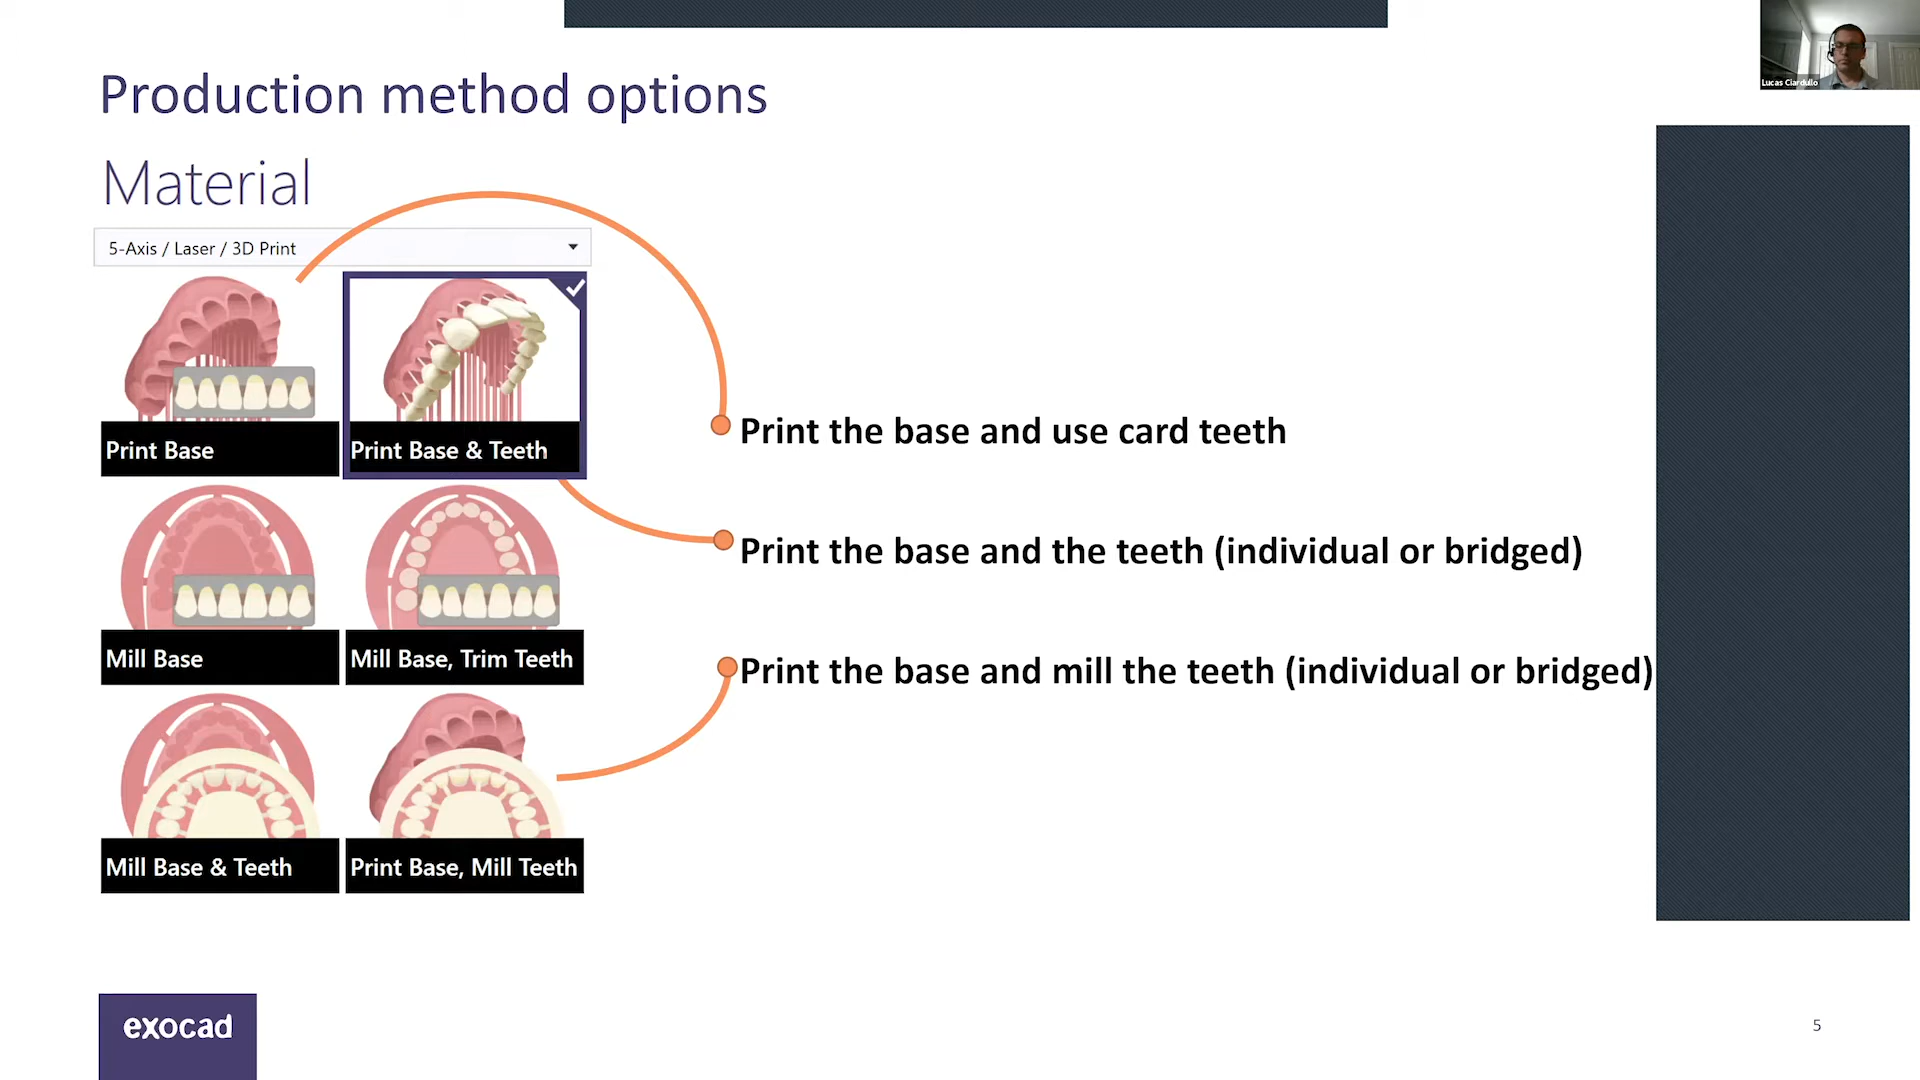 Lucas Ciardullo
Production method options
Material
5-Axis / Laser / 3D Print
Print Base
Print Base & Teeth
Mill Base
Mill Base, Trim Teeth
Mill Base & Teeth
Print Base, Mill Teeth
Print the base and use card teeth
Print the base and the teeth (individual or bridged)
Print the base and mill the teeth (individual or bridged)
exocad
5